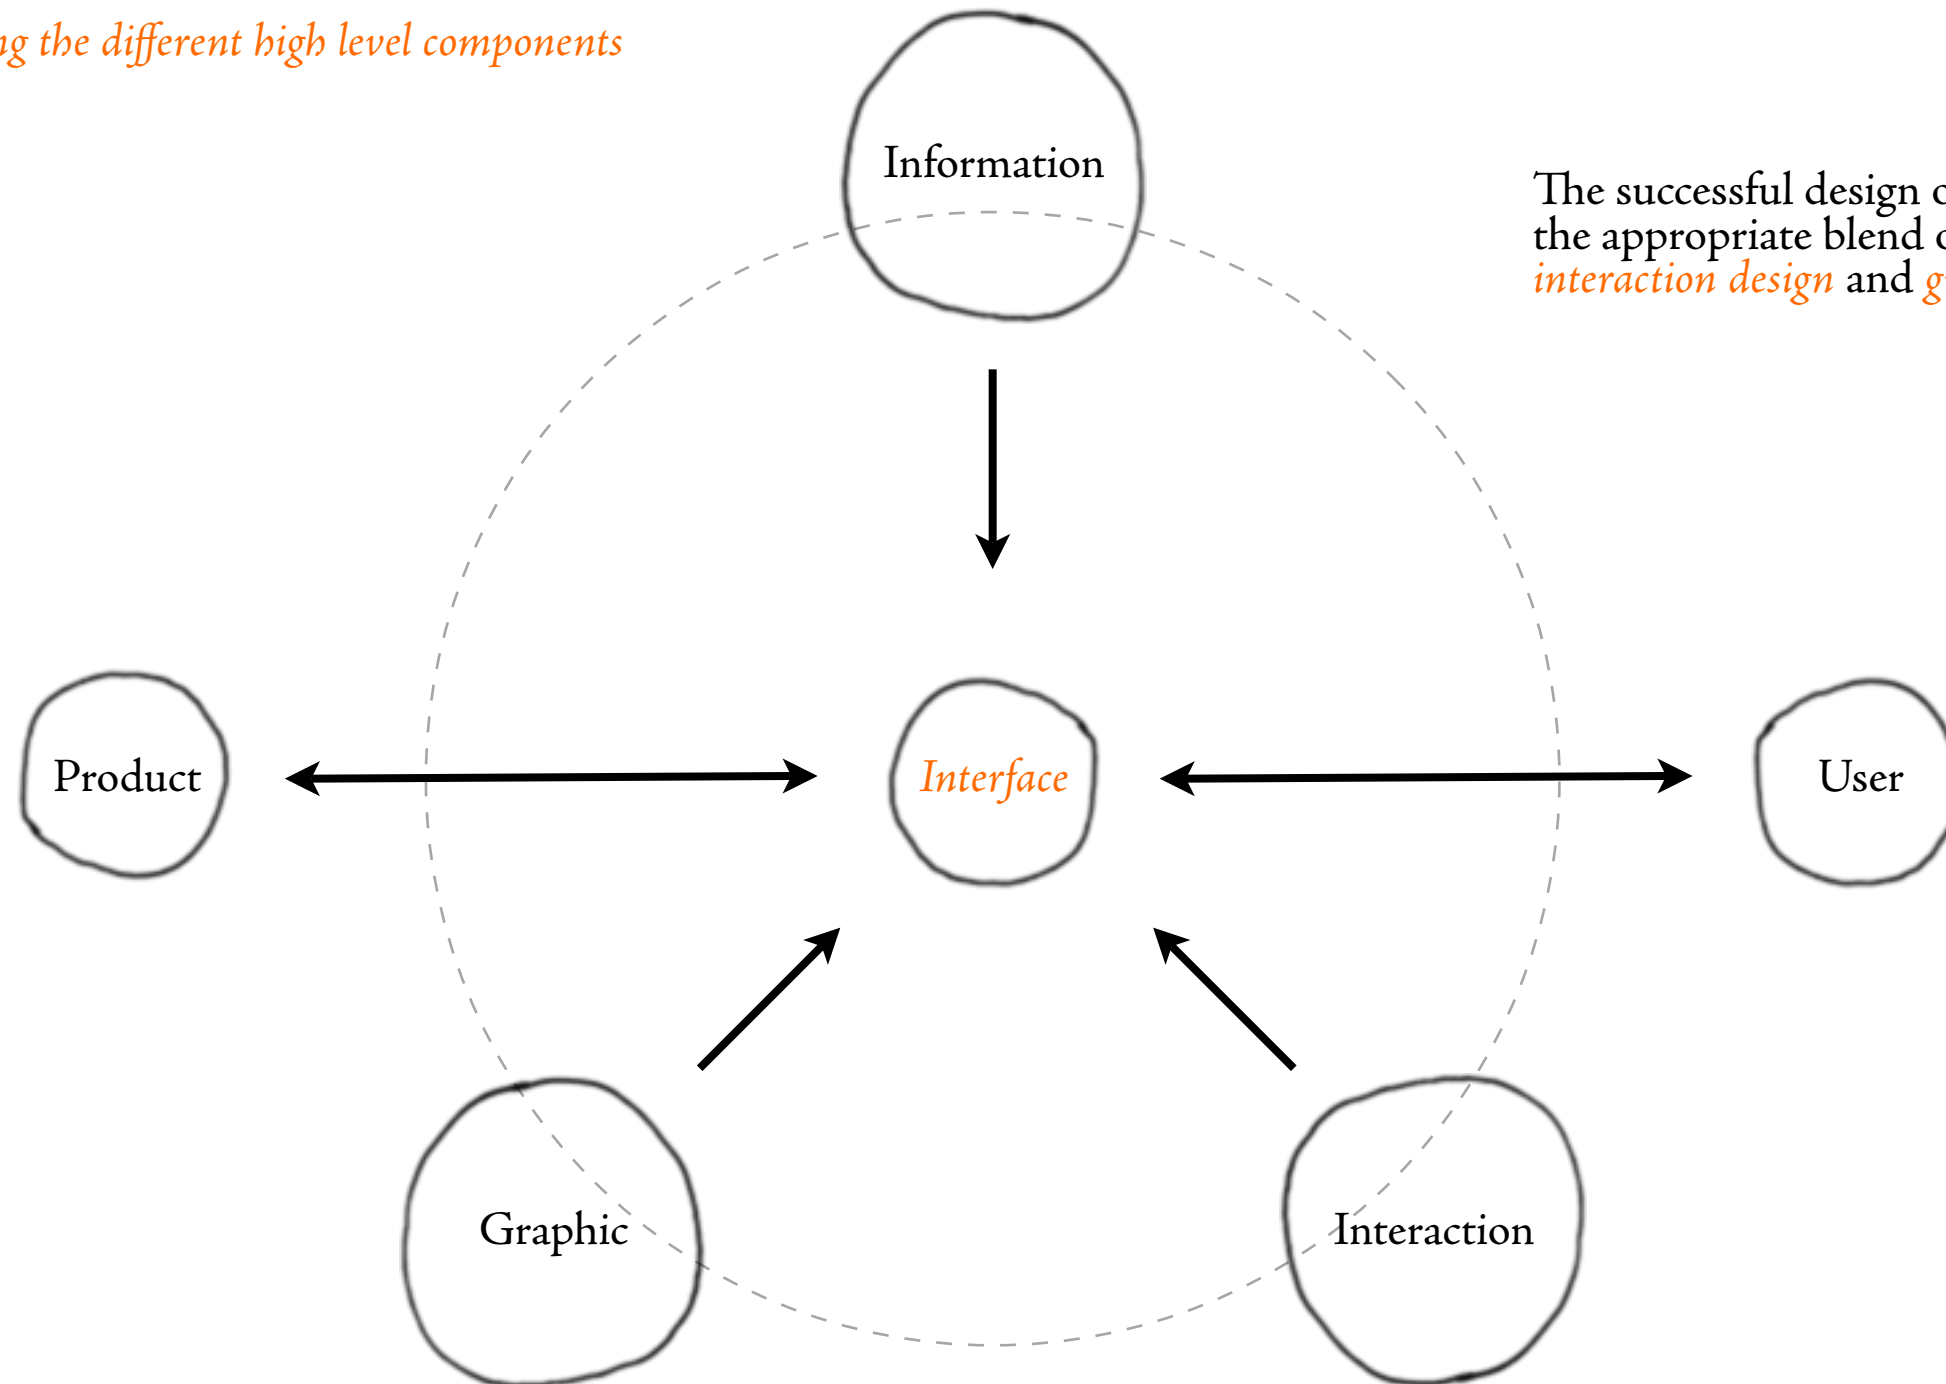 the different high level components
Information
The successful design
the appropriate blend
interaction design and
Product
Interface
User
Graphic
Interaction